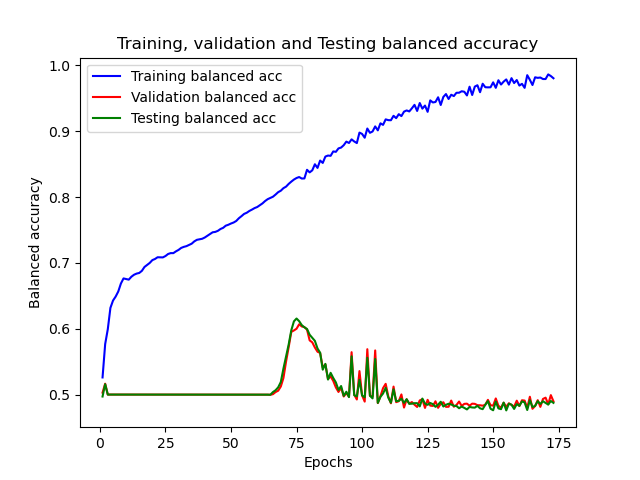 Training, validation and Testing balanced accuracy
Training balanced acc
Validation balanced acc
Testing balanced acc
Balanced accuracy
1.0
0.9
0.8
0.7
0.6
0.5
0 25 50 75 100 125 150 175
Epochs